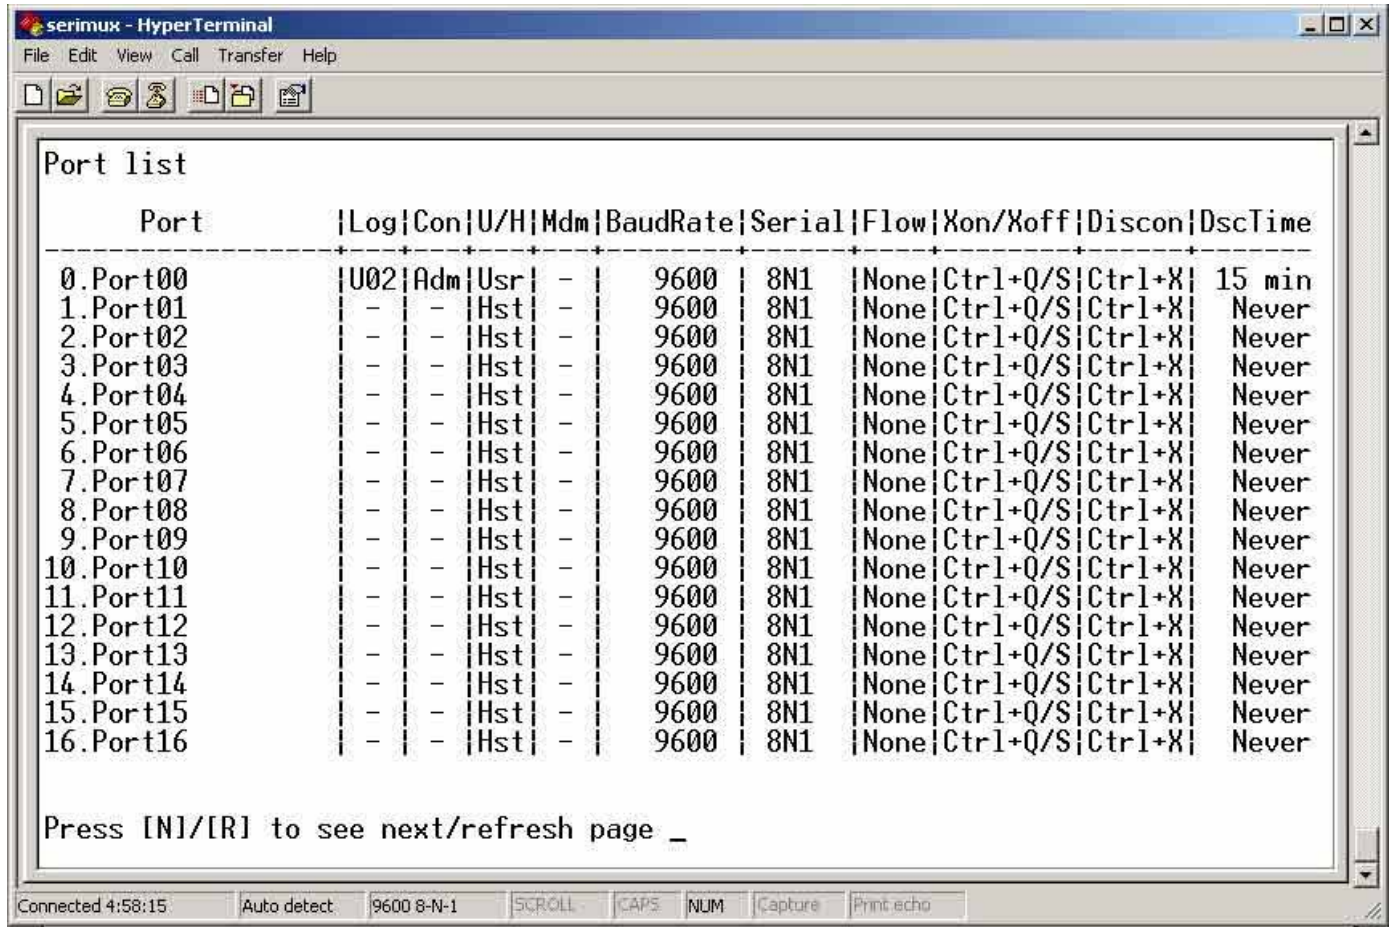 serimux - HyperTerminal
File Edit View Call Transfer Help
Port list
Port |Log|Con|U/H|Mdm|BaudRate|Serial|Flow|Xon/Xoff|Discon|DscTime
0.Port00 |U02|Adm|Usr| - | 9600 | 8N1 |None|Ctrl+Q/S|Ctrl+X| 15 min
1.Port01 | - | - |Hst| - | 9600 | 8N1 |None|Ctrl+Q/S|Ctrl+X| Never
2.Port02 | - | - |Hst| - | 9600 | 8N1 |None|Ctrl+Q/S|Ctrl+X| Never
3.Port03 | - | - |Hst| - | 9600 | 8N1 |None|Ctrl+Q/S|Ctrl+X| Never
4.Port04 | - | - |Hst| - | 9600 | 8N1 |None|Ctrl+Q/S|Ctrl+X| Never
5.Port05 | - | - |Hst| - | 9600 | 8N1 |None|Ctrl+Q/S|Ctrl+X| Never
6.Port06 | - | - |Hst| - | 9600 | 8N1 |None|Ctrl+Q/S|Ctrl+X| Never
7.Port07 | - | - |Hst| - | 9600 | 8N1 |None|Ctrl+Q/S|Ctrl+X| Never
8.Port08 | - | - |Hst| - | 9600 | 8N1 |None|Ctrl+Q/S|Ctrl+X| Never
9.Port09 | - | - |Hst| - | 9600 | 8N1 |None|Ctrl+Q/S|Ctrl+X| Never
10.Port10 | - | - |Hst| - | 9600 | 8N1 |None|Ctrl+Q/S|Ctrl+X| Never
11.Port11 | - | - |Hst| - | 9600 | 8N1 |None|Ctrl+Q/S|Ctrl+X| Never
12.Port12 | - | - |Hst| - | 9600 | 8N1 |None|Ctrl+Q/S|Ctrl+X| Never
13.Port13 | - | - |Hst| - | 9600 | 8N1 |None|Ctrl+Q/S|Ctrl+X| Never
14.Port14 | - | - |Hst| - | 9600 | 8N1 |None|Ctrl+Q/S|Ctrl+X| Never
15.Port15 | - | - |Hst| - | 9600 | 8N1 |None|Ctrl+Q/S|Ctrl+X| Never
16.Port16 | - | - |Hst| - | 9600 | 8N1 |None|Ctrl+Q/S|Ctrl+X| Never
Press [N]/[R] to see next/refresh page _
Connected 4:58:15 Auto detect 9600 8-N-1 SCROLL CAPS NUM Capture Print echo